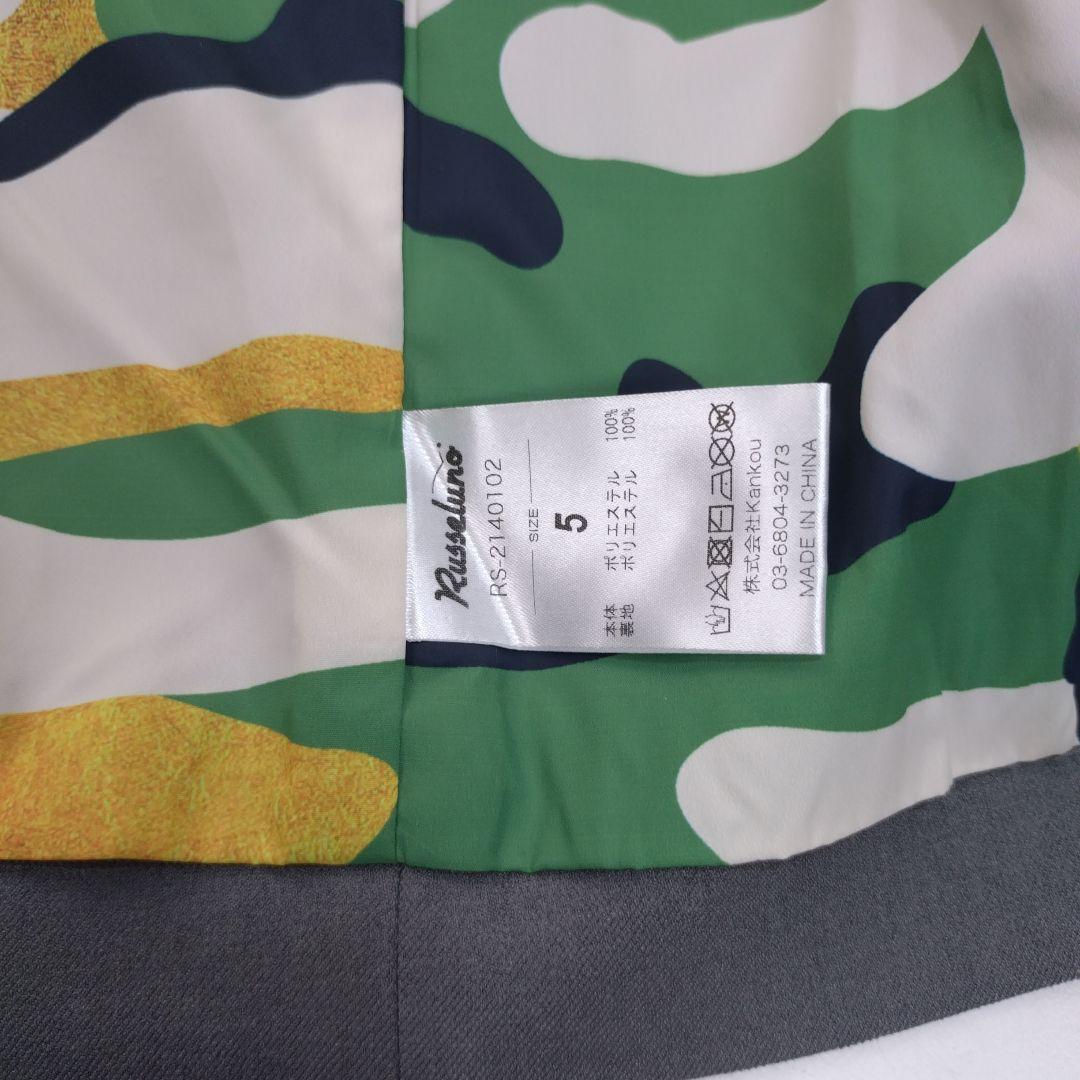 Russeluno
RS-2140102
SIZE
5
本体 ポリエステル 100%
裏地 ポリエステル 100%
株式会社Kankou
03-6804-3273
MADE IN CHINA